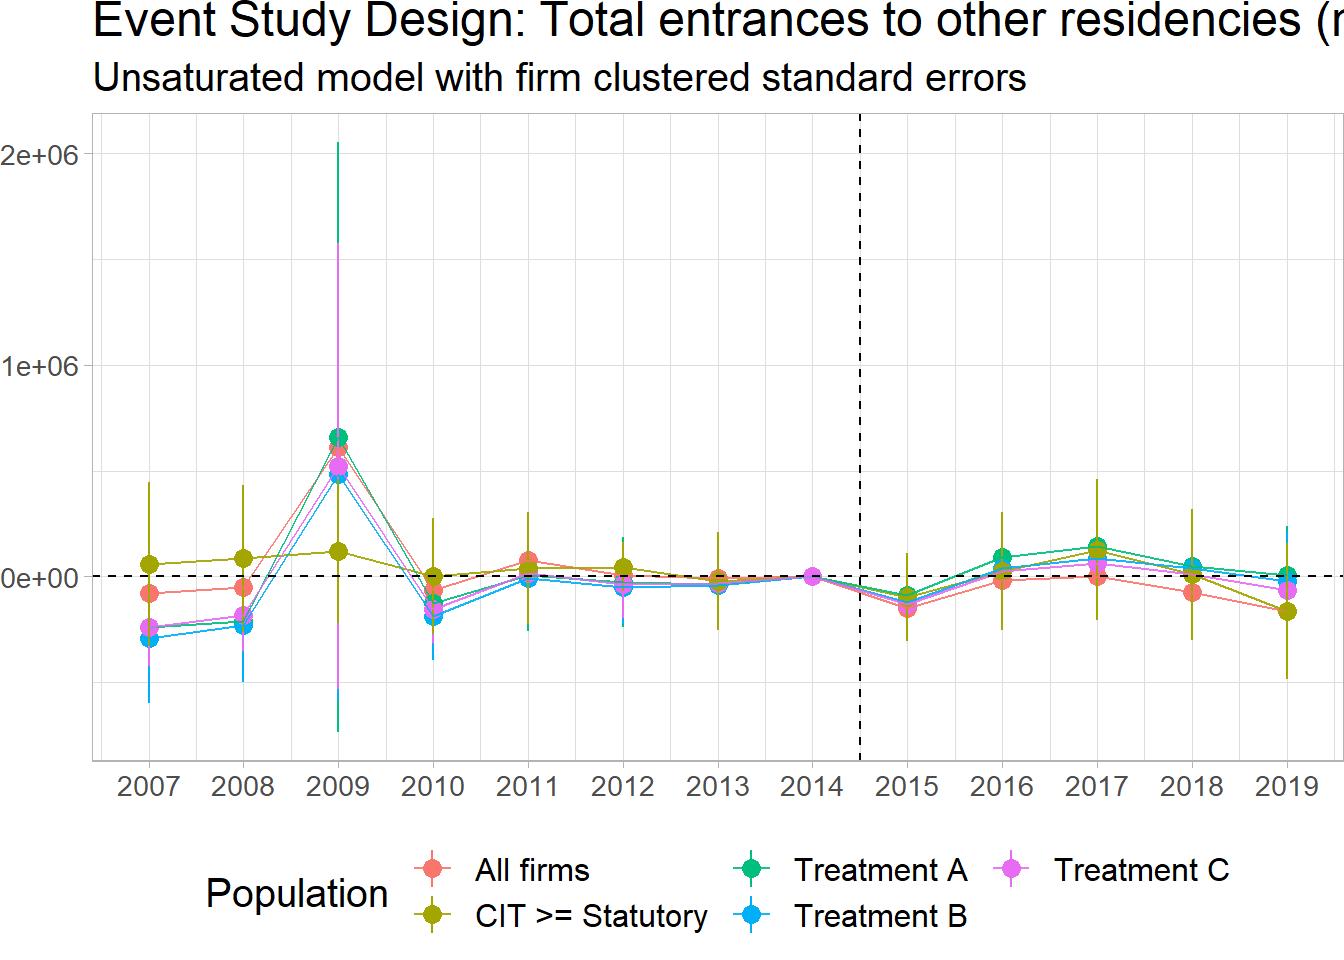 Event Study Design: Total entrances to other residencies (
Unsaturated model with firm clustered standard errors
2e+06
1e+06
0e+00
2007 2008 2009 2010 2011 2012 2013 2014 2015 2016 2017 2018 2019
Population
All firms
CIT >= Statutory
Treatment A
Treatment B
Treatment C